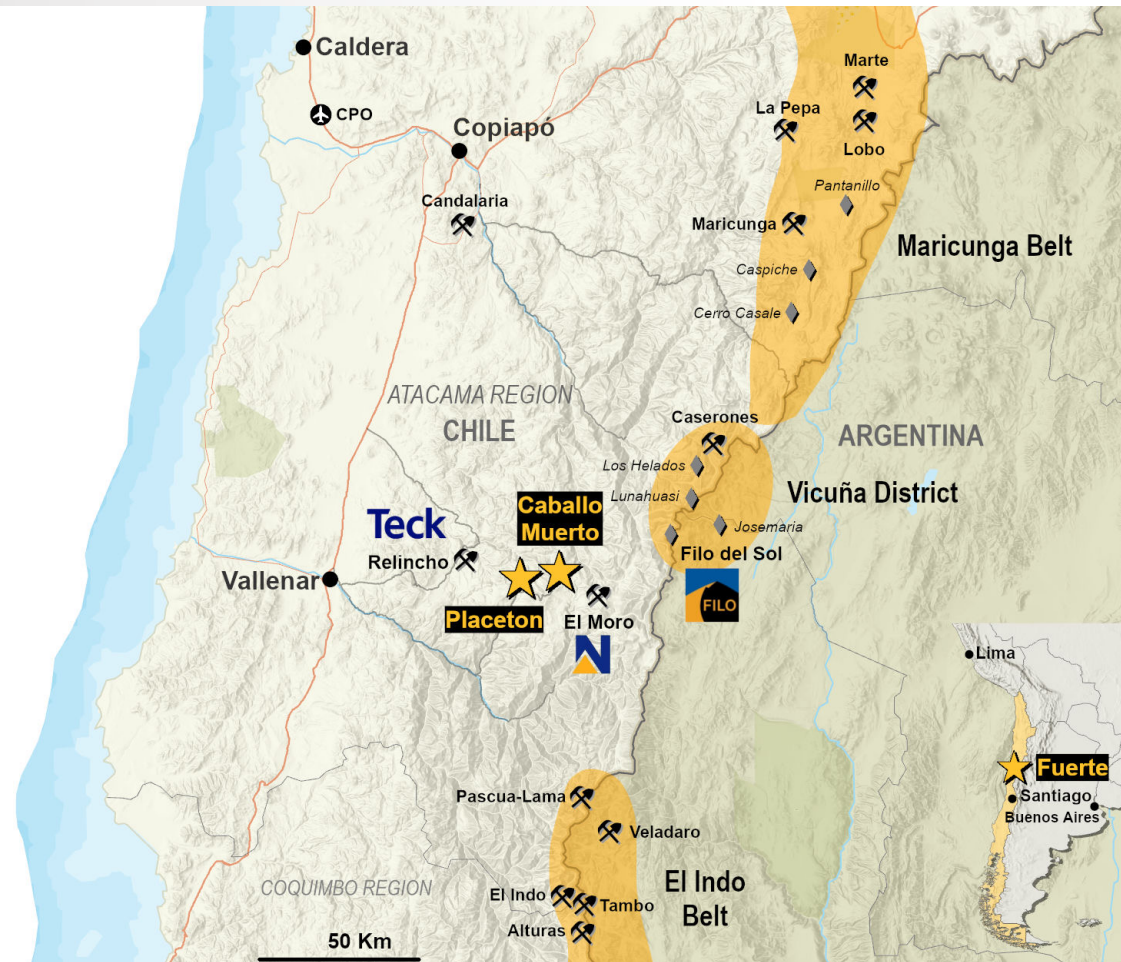 Caldera
CPO
Copiapó
Candalaria
Marte
La Pepa
Lobo
Pantanillo
Maricunga
Maricunga Belt
Caspiche
Cerro Casale
ATACAMA REGION
CHILE
Caserones
ARGENTINA
Los Helados
Lunahuasi
Vicuña District
Josemaria
Filo del Sol
FILO
Teck
Relincho
Caballo
Muerto
Vallenar
Placeton
El Moro
N
Lima
Fuerte
Santiago
Buenos Aires
Pascua-Lama
Veladaro
COQUIMBO REGION
El Indo
Tambo
Alturas
El Indo
Belt
50 Km